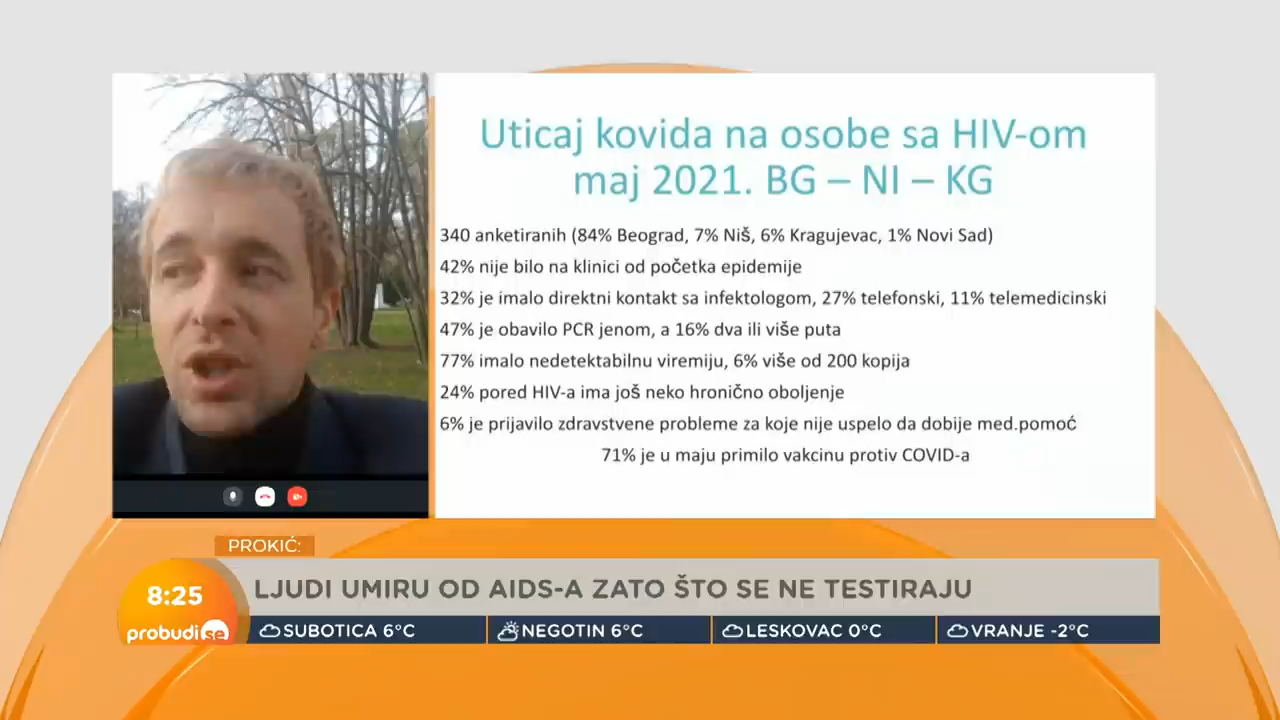 Uticaj kovida na osobe sa HIV-om
maj 2021. BG – NI – KG
340 anketiranih (84% Beograd, 7% Niš, 6% Kragujevac, 1% Novi Sad)
42% nije bilo na klinici od početka epidemije
32% je imalo direktni kontakt sa infektologom, 27% telefonski, 11% telemedicinski
47% je obavilo PCR jenom, a 16% dva ili više puta
77% imalo nedetektabilnu viremiju, 6% više od 200 kopija
24% pored HIV-a ima još neko hronično oboljenje
6% je prijavilo zdravstvene probleme za koje nije uspelo da dobije med.pomoć
71% je u maju primilo vakcinu protiv COVID-a
PROKIĆ:
LJUDI UMIRU OD AIDS-A ZATO ŠTO SE NE TESTIRAJU
8:25
probudi se
SUBOTICA 6°C
NEGOTIN 6°C
LESKOVAC 0°C
VRANJE -2°C